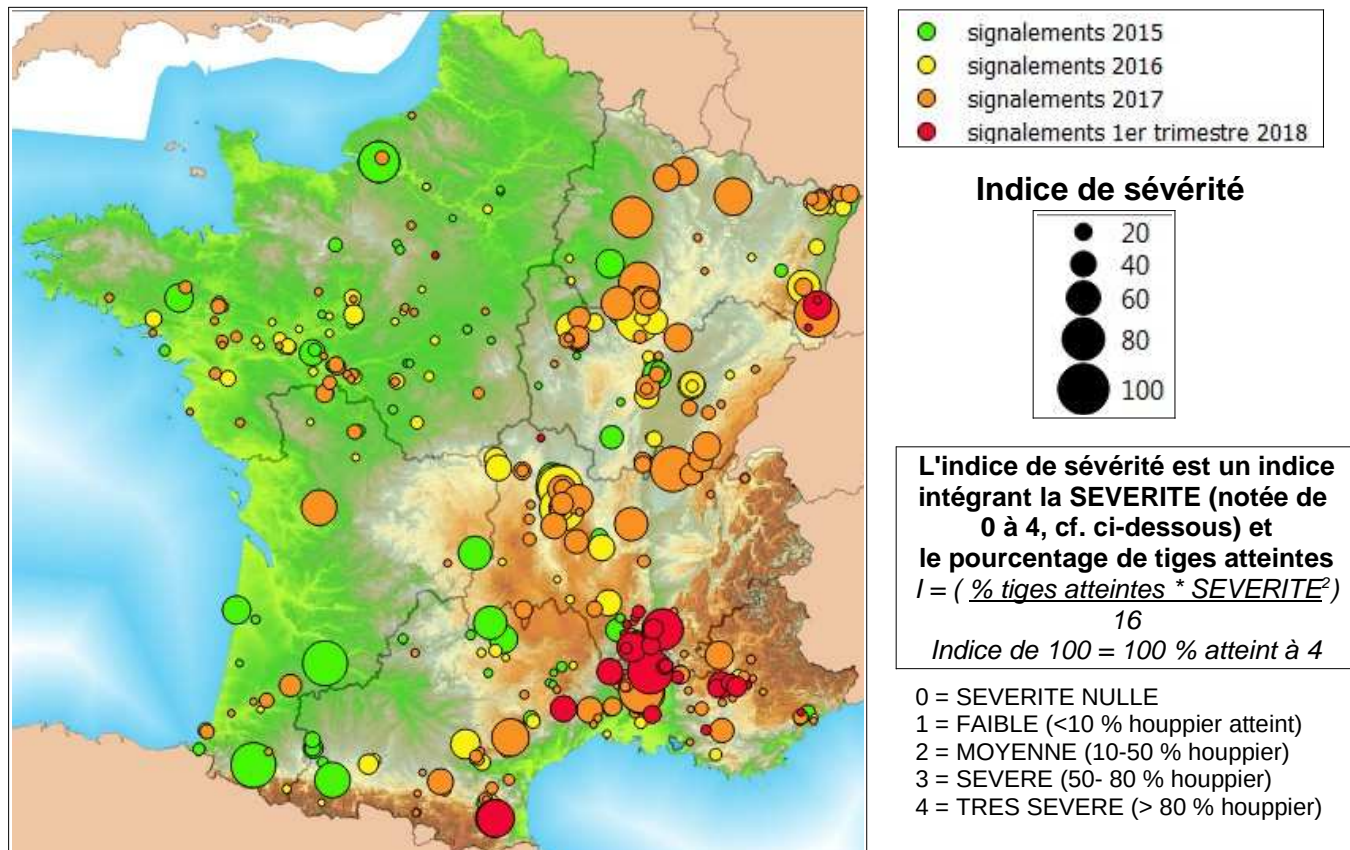 signalements 2015
signalements 2016
signalements 2017
signalements 1er trimestre 2018
Indice de sévérité
20
40
60
80
100
L'indice de sévérité est un indice
intégrant la SEVERITE (notée de
0 à 4, cf. ci-dessous) et
le pourcentage de tiges atteintes
I = ( % tiges atteintes * SEVERITE²)
16
Indice de 100 = 100 % atteint à 4
0 = SEVERITE NULLE
1 = FAIBLE (<10 % houppier atteint)
2 = MOYENNE (10-50 % houppier)
3 = SEVERE (50- 80 % houppier)
4 = TRES SEVERE (> 80 % houppier)